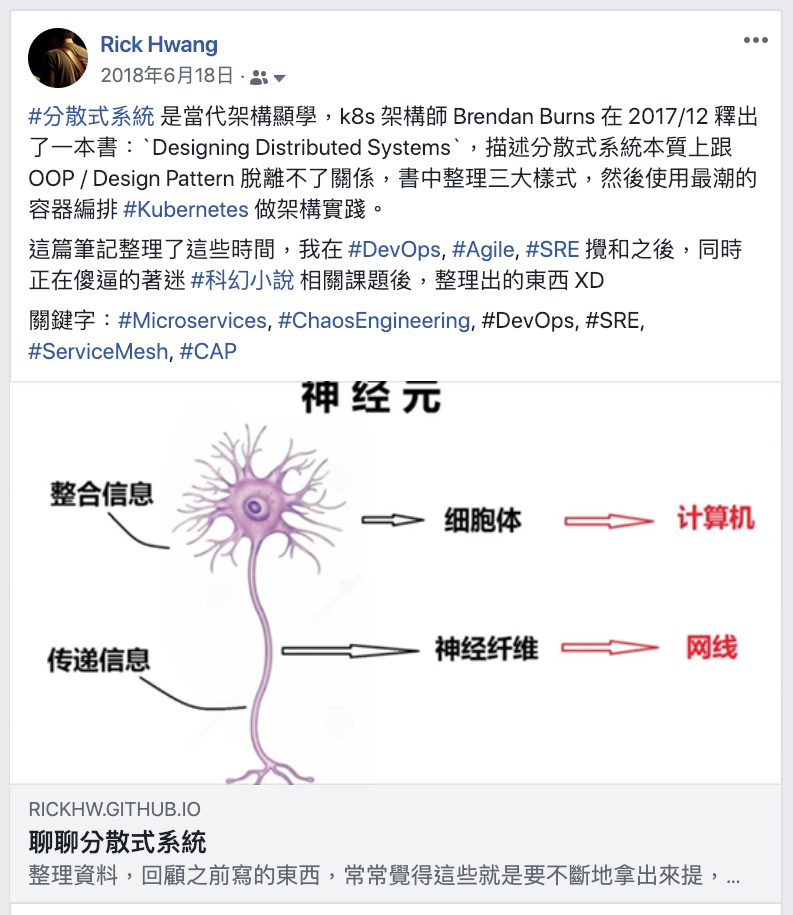 Rick Hwang
2018年6月18日 ·
#分散式系統 是當代架構顯學，k8s 架構師 Brendan Burns 在 2017/12 釋出
了一本書：`Designing Distributed Systems`，描述分散式系統本質上跟
OOP / Design Pattern 脫離不了關係，書中整理三大樣式，然後使用最潮的
容器編排 #Kubernetes 做架構實踐。
這篇筆記整理了這些時間，我在 #DevOps, #Agile, #SRE 攪和之後，同時
正在傻逼的著迷 #科幻小說 相關課題後，整理出的東西 XD
關鍵字：#Microservices, #ChaosEngineering, #DevOps, #SRE,
#ServiceMesh, #CAP
神经元
整合信息
细胞体
计算机
传递信息
神经纤维
网线
RICKHW.GITHUB.IO
聊聊分散式系統
整理資料，回顧之前寫的東西，常常覺得這些就是要不斷地拿出來提，...